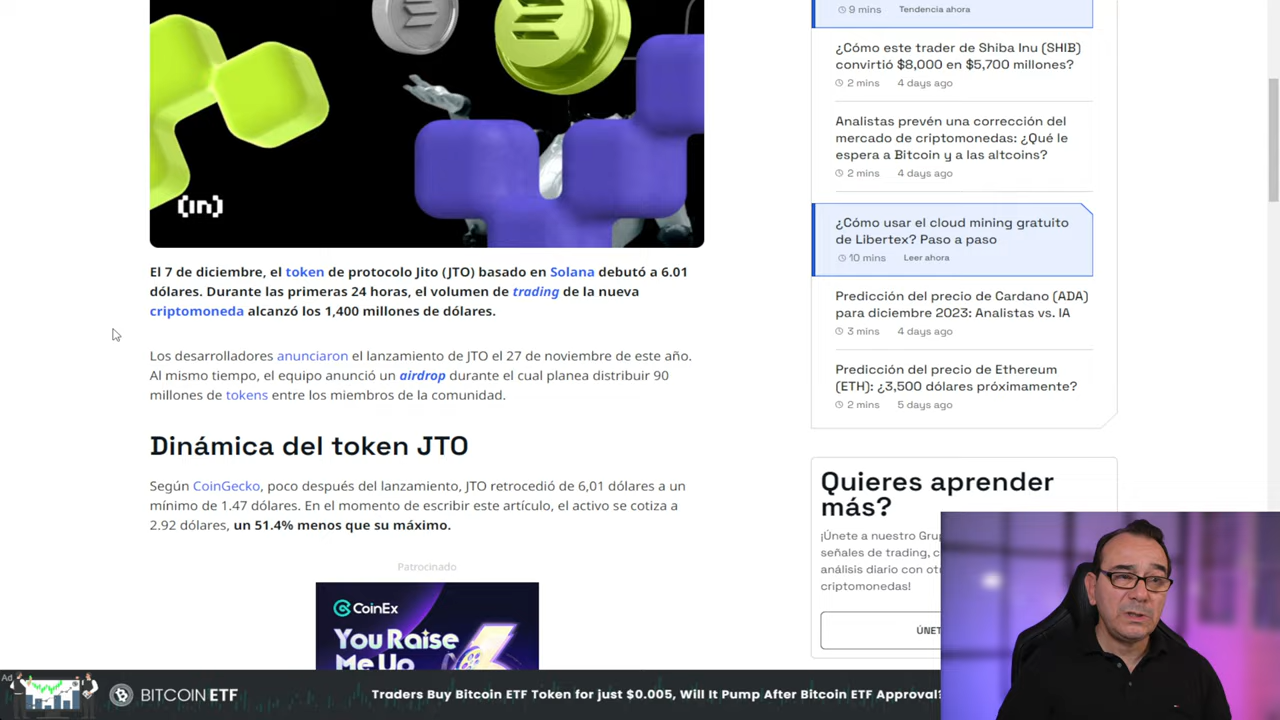 (in)
El 7 de diciembre, el token de protocolo Jito (JTO) basado en Solana debutó a 6.01
dólares. Durante las primeras 24 horas, el volumen de trading de la nueva
criptomoneda alcanzó los 1,400 millones de dólares.
Los desarrolladores anunciaron el lanzamiento de JTO el 27 de noviembre de este año.
Al mismo tiempo, el equipo anunció un airdrop durante el cual planea distribuir 90
millones de tokens entre los miembros de la comunidad.
Dinámica del token JTO
Según CoinGecko, poco después del lanzamiento, JTO retrocedió de 6,01 dólares a un
mínimo de 1.47 dólares. En el momento de escribir este artículo, el activo se cotiza a
2.92 dólares, un 51.4% menos que su máximo.
Patrocinado
CoinEx
You Raise
Me Up
9 mins Tendencia ahora
¿Cómo este trader de Shiba Inu (SHIB)
convirtió $8,000 en $5,700 millones?
2 mins 4 days ago
Analistas prevén una corrección del
mercado de criptomonedas: ¿Qué le
espera a Bitcoin y a las altcoins?
2 mins 4 days ago
¿Cómo usar el cloud mining gratuito
de Libertex? Paso a paso
10 mins Leer ahora
Predicción del precio de Cardano (ADA)
para diciembre 2023: Analistas vs. IA
3 mins 4 days ago
Predicción del precio de Ethereum
(ETH): ¿3,500 dólares próximamente?
2 mins 5 days ago
Quieres aprender
más?
¡Únete a nuestro Gru
señales de trading, c
análisis diario con ot
criptomonedas!
ÚNET
Ad
BITCOIN ETF
Traders Buy Bitcoin ETF Token for just $0.005, Will It Pump After Bitcoin ETF Approval?